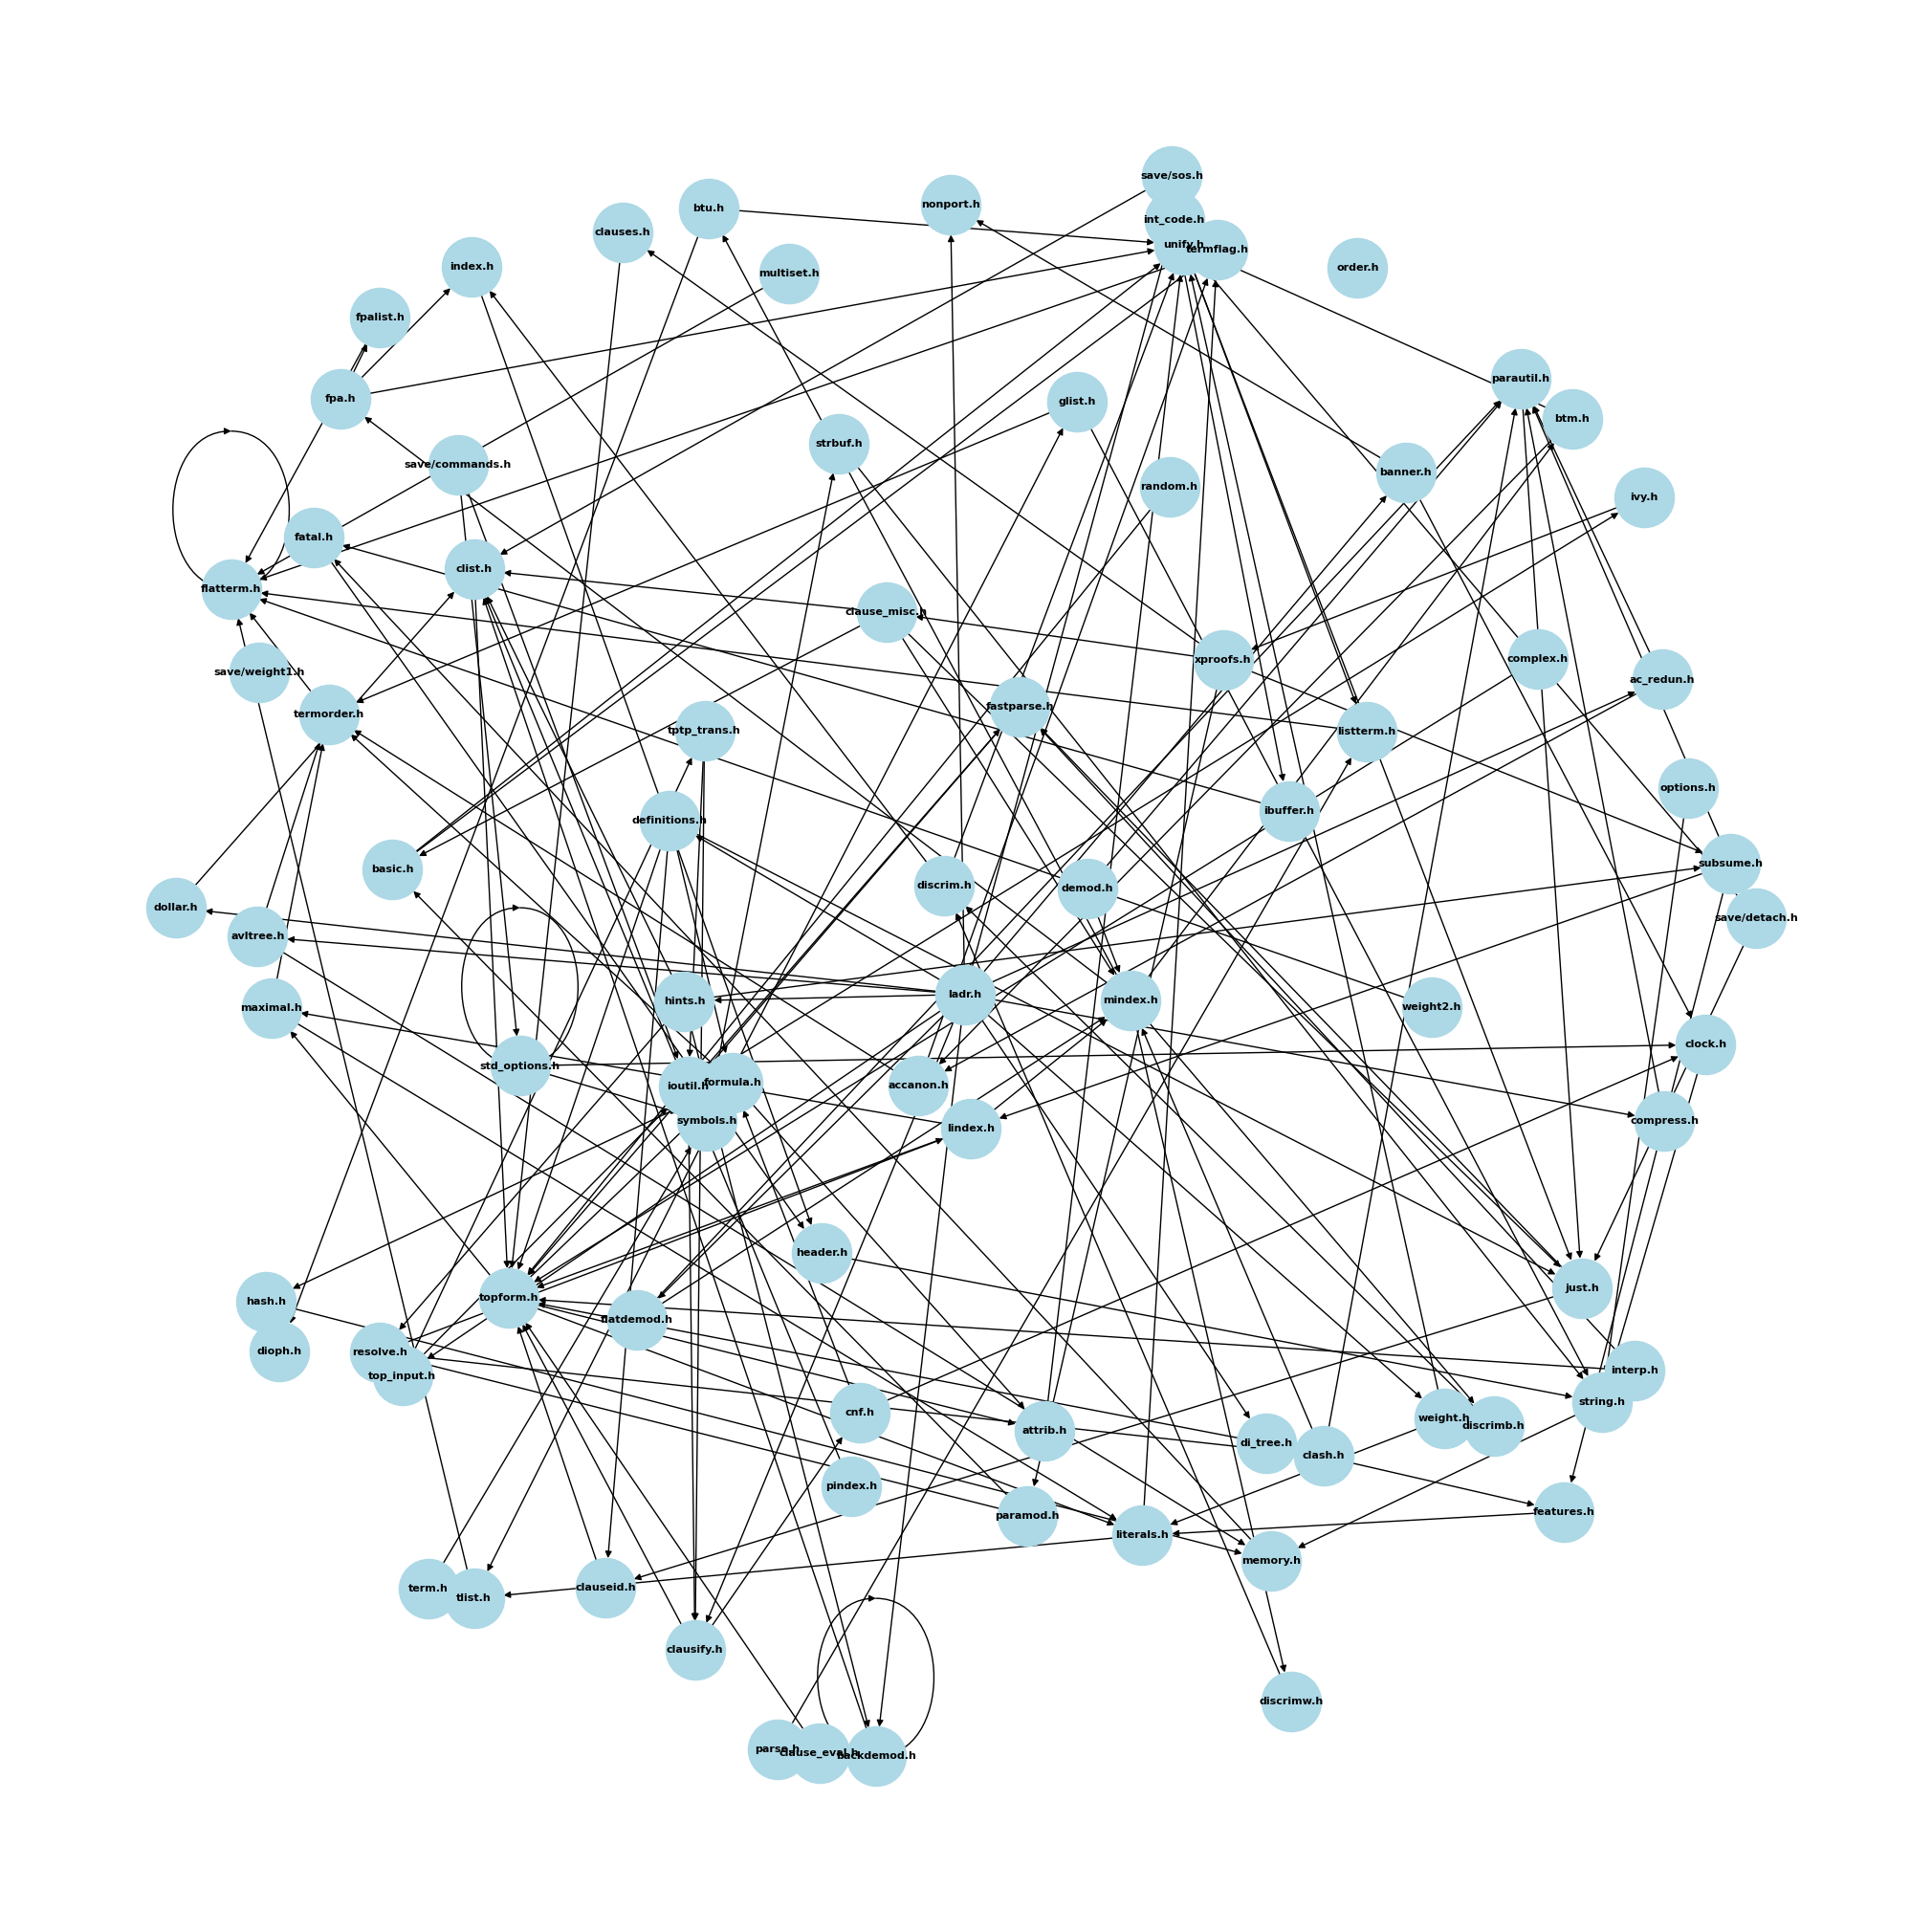 save/sos.h
nonport.h
btu.h
int_code.h
clauses.h
unify.h
termflag.h
index.h
order.h
multiset.h
fpalist.h
parautil.h
fpa.h
glist.h
btm.h
strbuf.h
save/commands.h
banner.h
random.h
ivy.h
fatal.h
clist.h
flatterm.h
clause_misc.h
xproofs.h
complex.h
save/weight1.h
ac_redun.h
fastparse.h
termorder.h
tptp_trans.h
listterm.h
options.h
ibuffer.h
definitions.h
subsume.h
basic.h
discrim.h
demod.h
dollar.h
save/detach.h
avltree.h
ladr.h
hints.h
mindex.h
maximal.h
weight2.h
clock.h
std_options.h
formula.h
ioutil.h
accanon.h
symbols.h
compress.h
lindex.h
header.h
just.h
topform.h
hash.h
flatdemod.h
dioph.h
resolve.h
interp.h
top_input.h
string.h
cnf.h
weight.h
discrimb.h
attrib.h
di_tree.h
clash.h
pindex.h
features.h
paramod.h
literals.h
memory.h
clauseid.h
term.h
tlist.h
clausify.h
discrimw.h
parse.h
clause_eval.h
backdemod.h